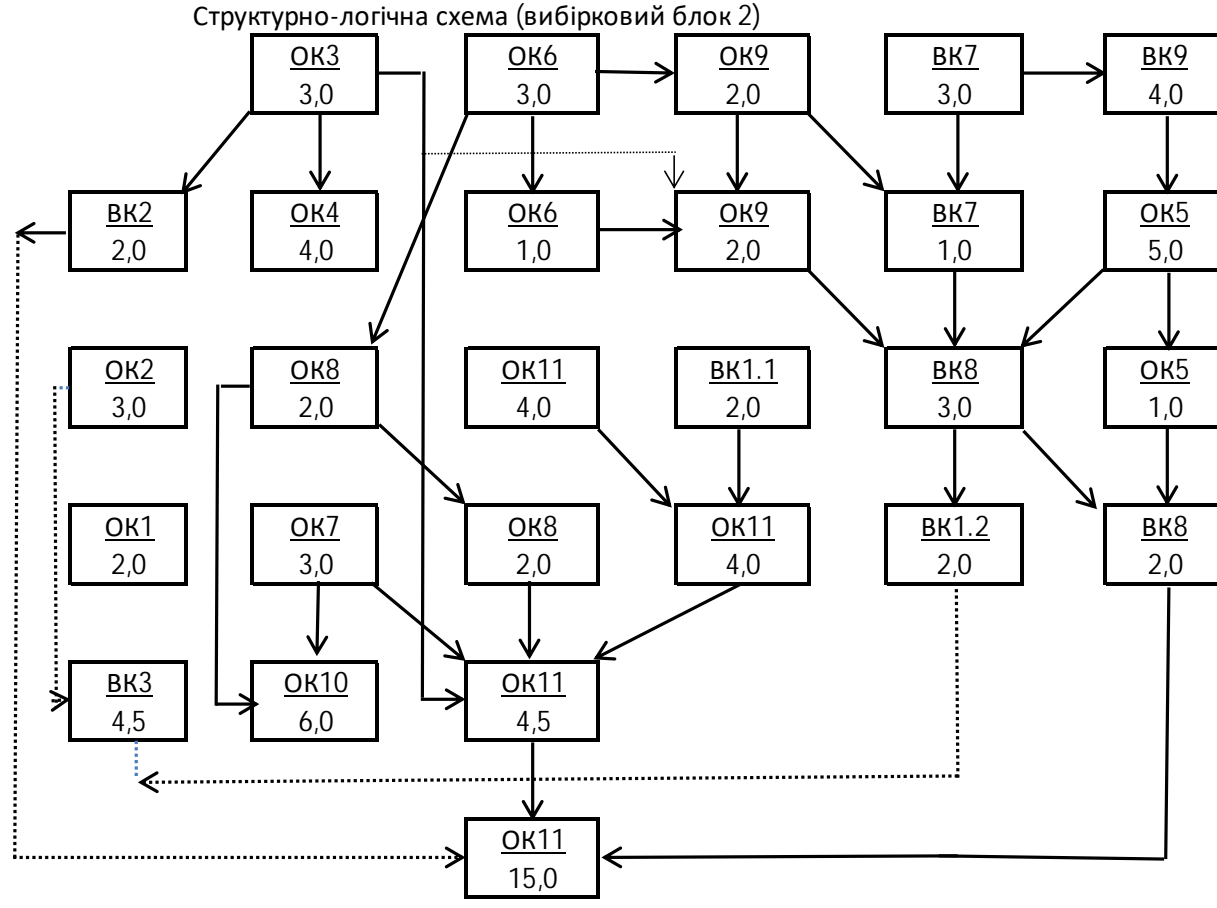 Структурно-логічна схема (вибірковий блок 2)
ОК3
3,0
ОК6
3,0
ОК9
2,0
ВК7
3,0
ВК9
4,0
ВК2
2,0
ОК4
4,0
ОК6
1,0
ОК9
2,0
ВК7
1,0
ОК5
5,0
ОК2
3,0
ОК8
2,0
ОК11
4,0
ВК1.1
2,0
ВК8
3,0
ОК5
1,0
ОК1
2,0
ОК7
3,0
ОК8
2,0
ОК11
4,0
ВК1.2
2,0
ВК8
2,0
ВК3
4,5
ОК10
6,0
ОК11
4,5
ОК11
15,0